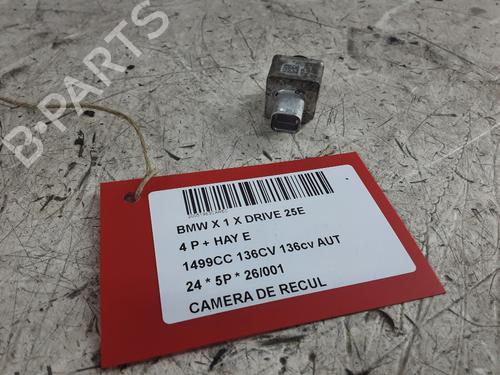 B-PARTS
BMW X 1 X DRIVE 25E
4 P + HAY E
1499CC 136CV 136cv AUT
24 * 5P * 26/001
CAMERA DE RECUL